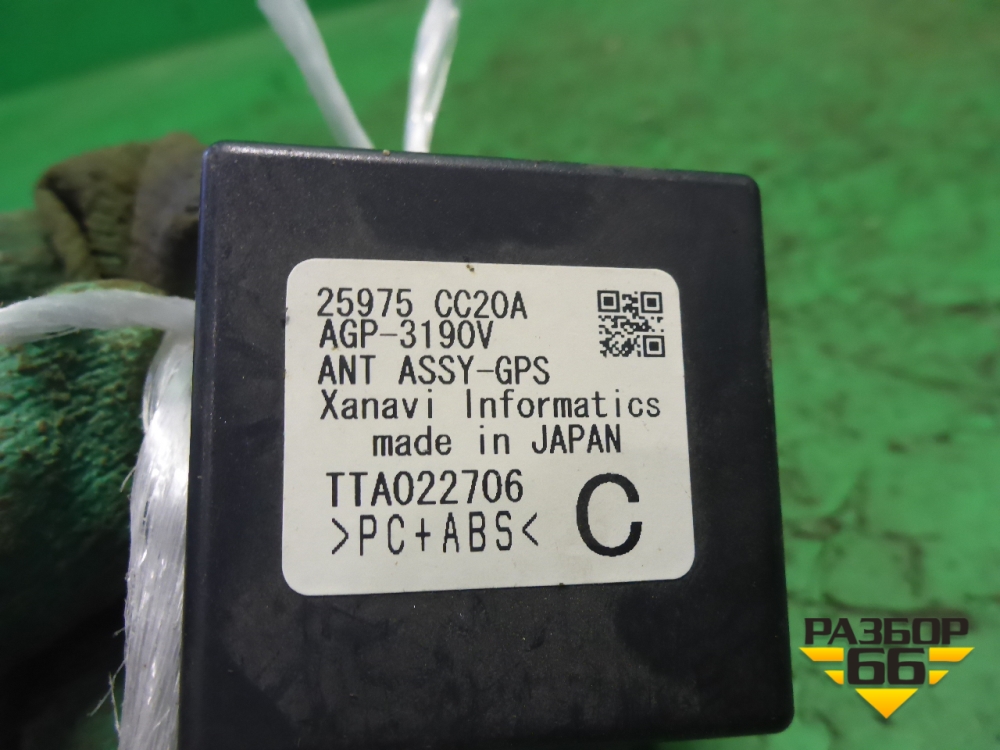 25975 CC20A
AGP-3190V
ANT ASSY-GPS
Xanavi Informatics
made in JAPAN
TTA022706
>PC+ABS<
C
РАЗБОР
66